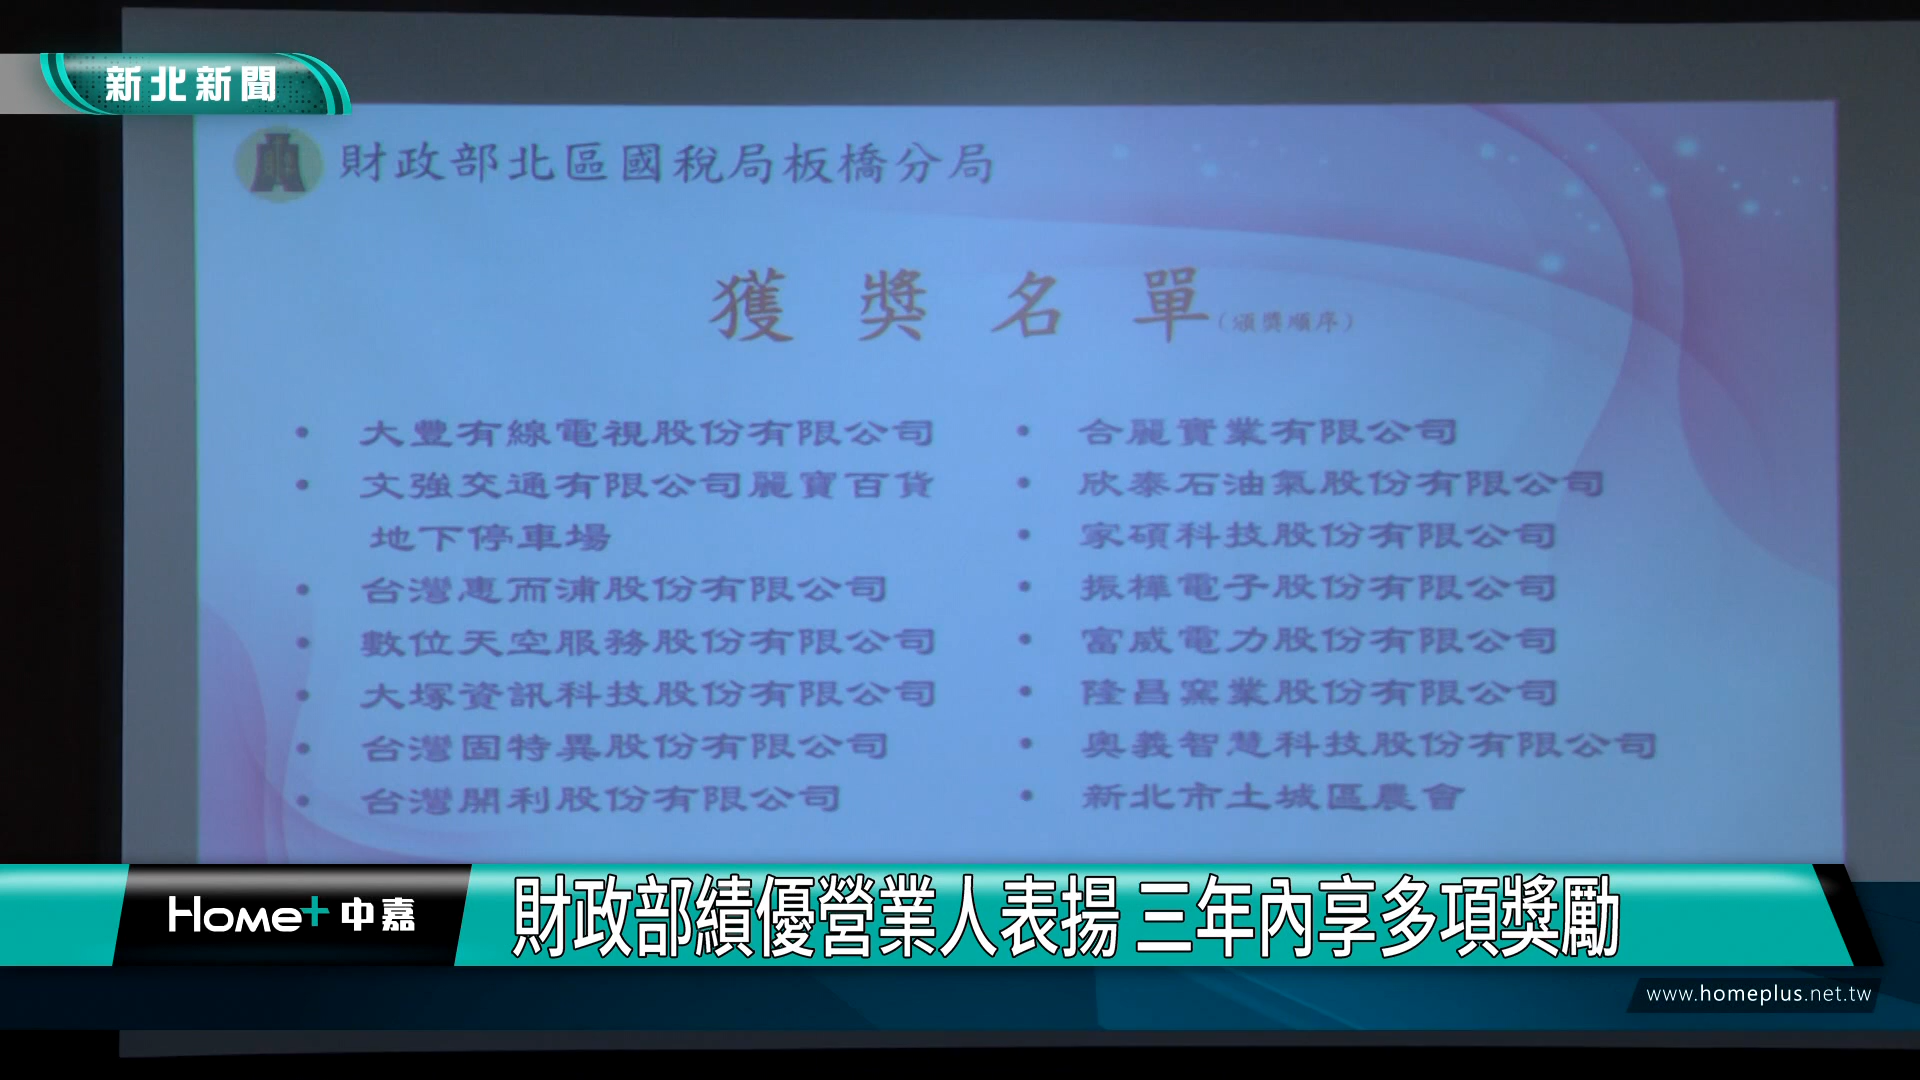 新北新聞
財政部北區國稅局板橋分局
獲獎名單(頒獎順序)
• 大豐有線電視股份有限公司
• 文強交通有限公司麗寶百貨
地下停車場
• 台灣惠而浦股份有限公司
• 數位天空服務股份有限公司
• 大塚資訊科技股份有限公司
• 台灣固特異股份有限公司
• 台灣開利股份有限公司
• 合麗實業有限公司
• 欣泰石油氣股份有限公司
• 家碩科技股份有限公司
• 振樺電子股份有限公司
• 富威電力股份有限公司
• 隆昌窯業股份有限公司
• 奧義智慧科技股份有限公司
• 新北市土城區農會
Home+ 中嘉
財政部績優營業人表揚 三年內享多項獎勵
www.homeplus.net.tw